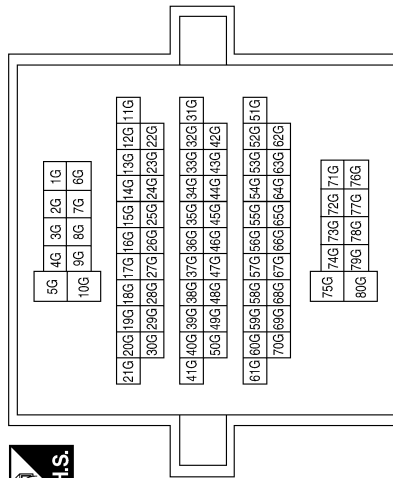 5G 4G 3G 2G 1G
10G 9G 8G 7G 6G
21G 20G 19G 18G 17G 16G 15G 14G 13G 12G 11G
30G 29G 28G 27G 26G 25G 24G 23G 22G
41G 40G 39G 38G 37G 36G 35G 34G 33G 32G 31G
50G 49G 48G 47G 46G 45G 44G 43G 42G
61G 60G 59G 58G 57G 56G 55G 54G 53G 52G 51G
70G 69G 68G 67G 66G 65G 64G 63G 62G
75G 74G 73G 72G 71G
80G 79G 78G 77G 76G
H.S.